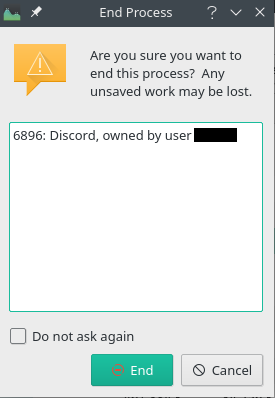 End Process
Are you sure you want to
end this process?  Any
unsaved work may be lost.
6896: Discord, owned by user
Do not ask again
End
Cancel